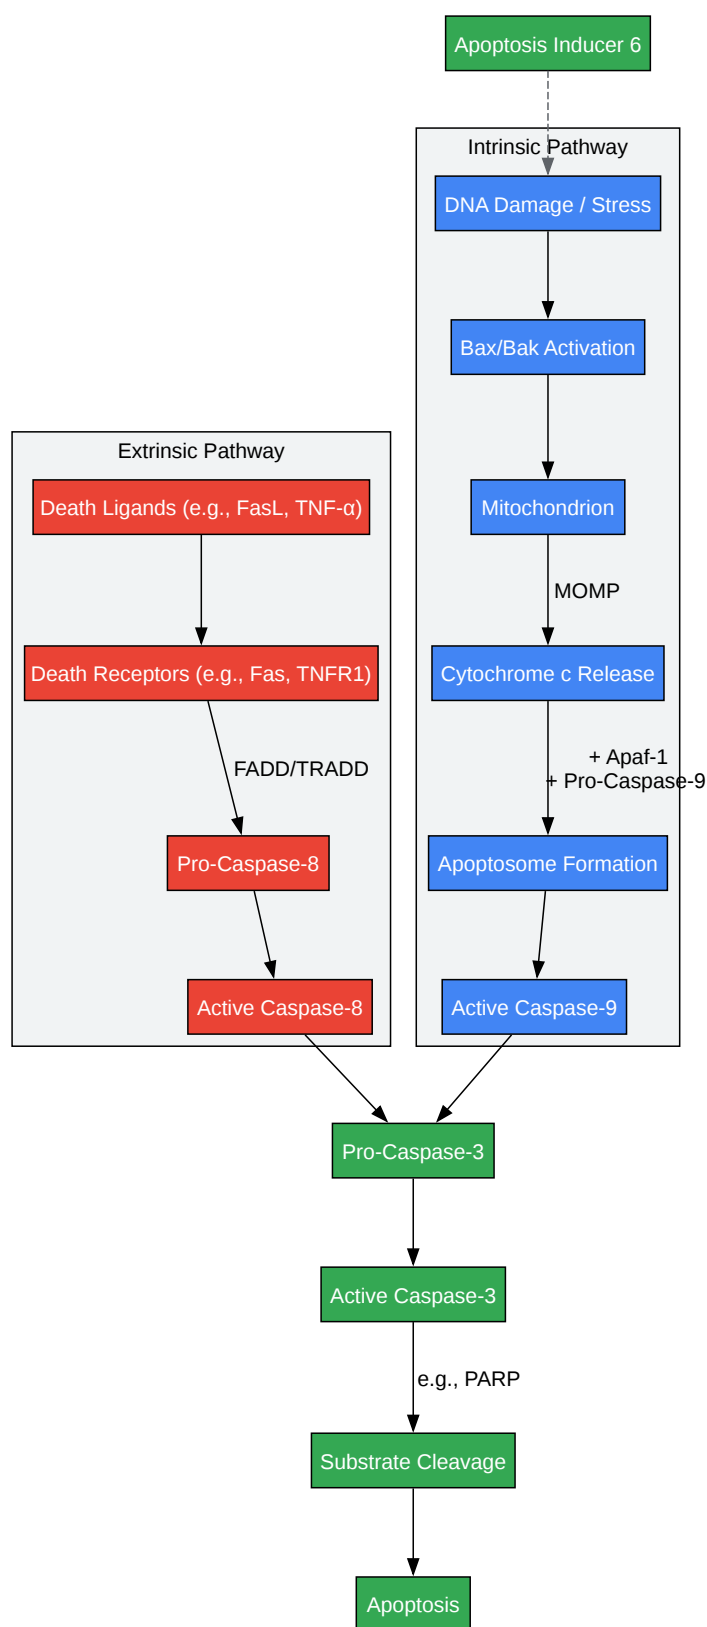 Apoptosis Inducer 6
Intrinsic Pathway
DNA Damage / Stress
Bax/Bak Activation
Extrinsic Pathway
Death Ligands (e.g., FasL, TNF-α)
Mitochondrion
MOMP
Death Receptors (e.g., Fas, TNFR1)
Cytochrome c Release
FADD/TRADD
+ Apaf-1
+ Pro-Caspase-9
Pro-Caspase-8
Apoptosome Formation
Active Caspase-8
Active Caspase-9
Pro-Caspase-3
Active Caspase-3
e.g., PARP
Substrate Cleavage
Apoptosis